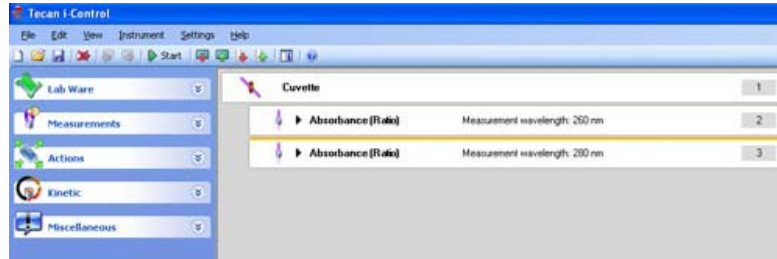 Tecan i-Control
File Edit View Instrument Settings Help
Start
Lab Ware
Cuvette 1
Measurements
Absorbance (Ratio) Measurement wavelength: 260 nm 2
Actions
Absorbance (Ratio) Measurement wavelength: 280 nm 3
Kinetic
Miscellaneous